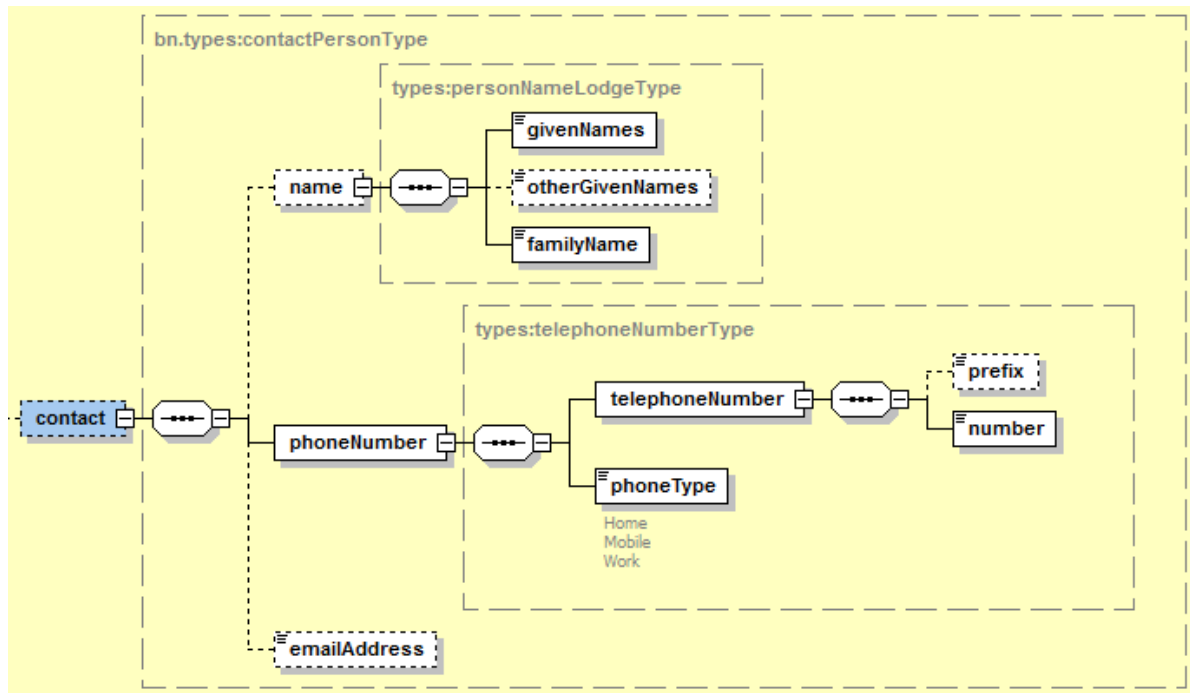 bn.types:contactPersonType
types:personNameLodgeType
givenNames
name
otherGivenNames
familyName
types:telephoneNumberType
prefix
telephoneNumber
contact
number
phoneNumber
phoneType
Home
Mobile
Work
emailAddress